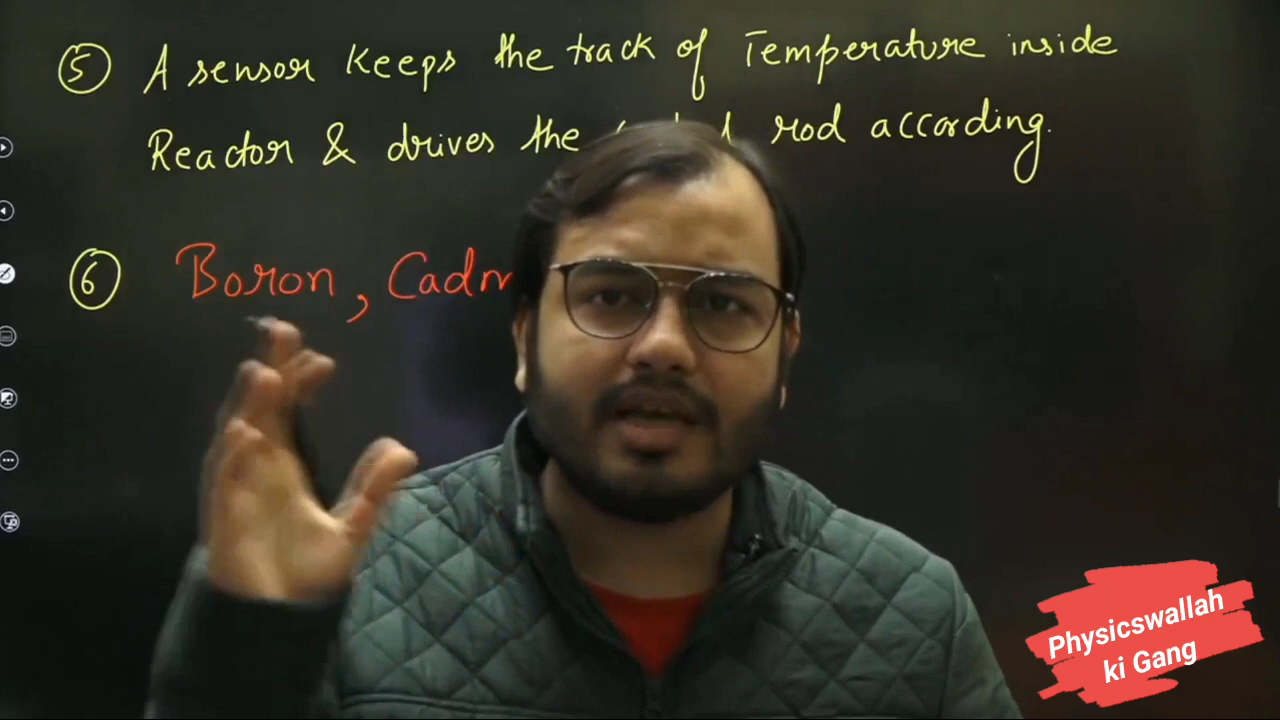 5 A sensor keeps the track of Temperature inside
Reactor & drives the rod according.
6 Boron, Cadm
Physicswallah
ki Gang